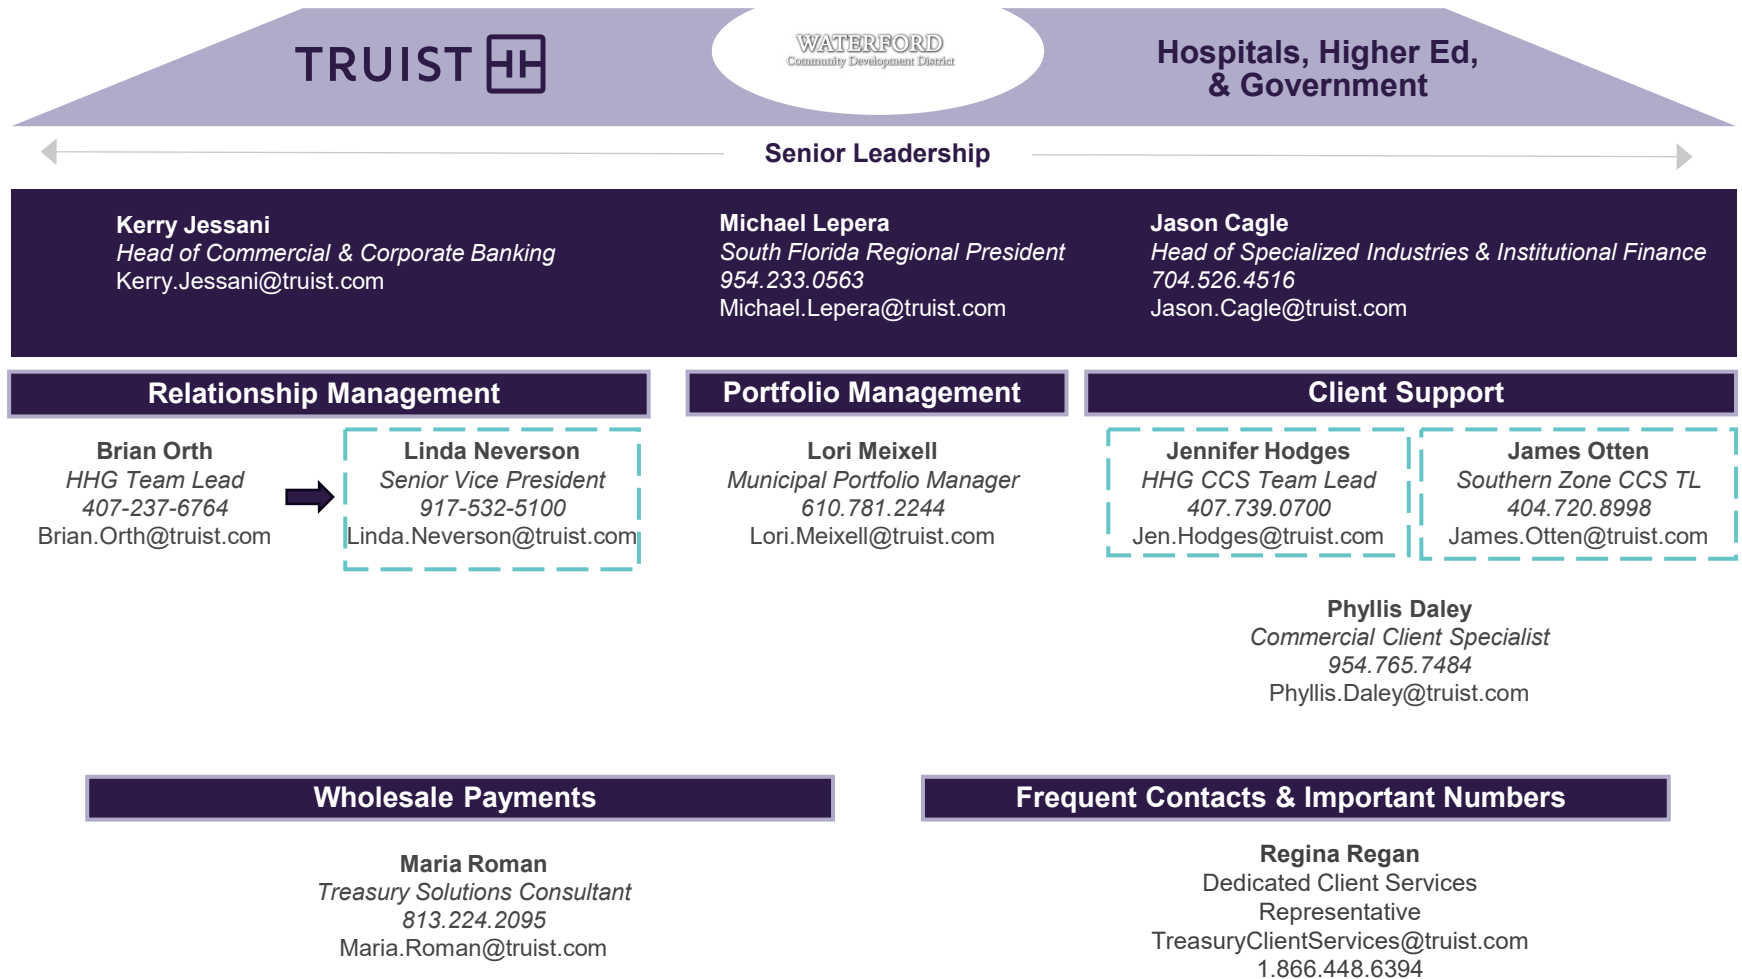 TRUIST
WATERFORD
Community Development District
Hospitals, Higher Ed,
& Government
Senior Leadership
Kerry Jessani
Head of Commercial & Corporate Banking
Kerry.Jessani@truist.com
Michael Lepera
South Florida Regional President
954.233.0563
Michael.Lepera@truist.com
Jason Cagle
Head of Specialized Industries & Institutional Finance
704.526.4516
Jason.Cagle@truist.com
Relationship Management
Brian Orth
HHG Team Lead
407-237-6764
Brian.Orth@truist.com
Linda Neverson
Senior Vice President
917-532-5100
Linda.Neverson@truist.com
Portfolio Management
Lori Meixell
Municipal Portfolio Manager
610.781.2244
Lori.Meixell@truist.com
Client Support
Jennifer Hodges
HHG CCS Team Lead
407.739.0700
Jen.Hodges@truist.com
James Otten
Southern Zone CCS TL
404.720.8998
James.Otten@truist.com
Phyllis Daley
Commercial Client Specialist
954.765.7484
Phyllis.Daley@truist.com
Wholesale Payments
Maria Roman
Treasury Solutions Consultant
813.224.2095
Maria.Roman@truist.com
Frequent Contacts & Important Numbers
Regina Regan
Dedicated Client Services
Representative
TreasuryClientServices@truist.com
1.866.448.6394